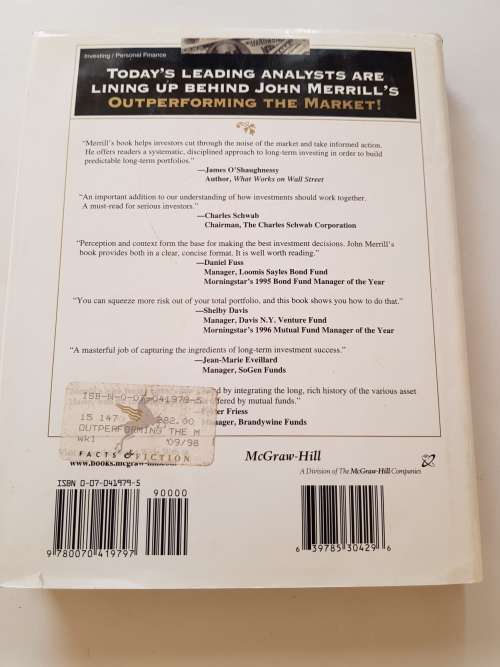 Investing / Personal Finance
TODAY'S LEADING ANALYSTS ARE
LINING UP BEHIND JOHN MERRILL'S
OUTPERFORMING THE MARKET!
"Merrill's book helps investors cut through the noise of the market and take informed action.
He offers readers a systematic, disciplined approach to long-term investing in order to build
predictable long-term portfolios."
—James O'Shaughnessy
Author, What Works on Wall Street
"An important addition to our understanding of how investments should work together.
A must-read for serious investors."
—Charles Schwab
Chairman, The Charles Schwab Corporation
"Perception and context form the base for making the best investment decisions. John Merrill's
book provides both in a clear, concise format. It is well worth reading."
—Daniel Fuss
Manager, Loomis Sayles Bond Fund
Morningstar's 1995 Bond Fund Manager of the Year
"You can squeeze more risk out of your total portfolio, and this book shows you how to do that."
—Shelby Davis
Manager, Davis N.Y. Venture Fund
Morningstar's 1996 Mutual Fund Manager of the Year
"A masterful job of capturing the ingredients of long-term investment success."
—Jean-Marie Eveillard
Manager, SoGen Funds
by integrating the long, rich history of the various asset
offered by mutual funds."
Friess
Manager, Brandywine Funds
ISB-N-0-07-041979-5
15 147 282.00
OUTPERFORMING THE M
wk1 09/98
FACTS & FICTION
McGraw-Hill
A Division of The McGraw-Hill Companies
ISBN 0-07-041979-5
90000
9 780070 419797
6 39785 30429 6